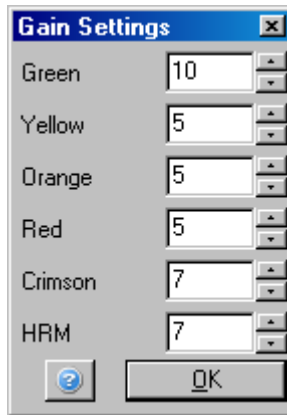 Gain Settings
Green 10
Yellow 5
Orange 5
Red 5
Crimson 7
HRM 7
? OK